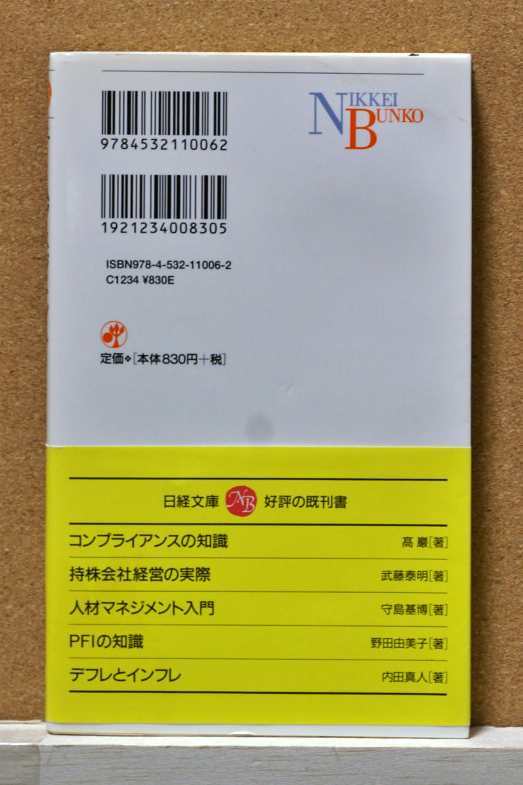 NIKKEI
BUNKO
9784532110062
1921234008305
ISBN978-4-532-11006-2
C1234 ¥830E
定価❖[本体830円+税]
日経文庫 NB 好評の既刊書
コンプライアンスの知識 髙 巖[著]
持株会社経営の実際 武藤泰明[著]
人材マネジメント入門 守島基博[著]
PFIの知識 野田由美子[著]
デフレとインフレ 内田真人[著]